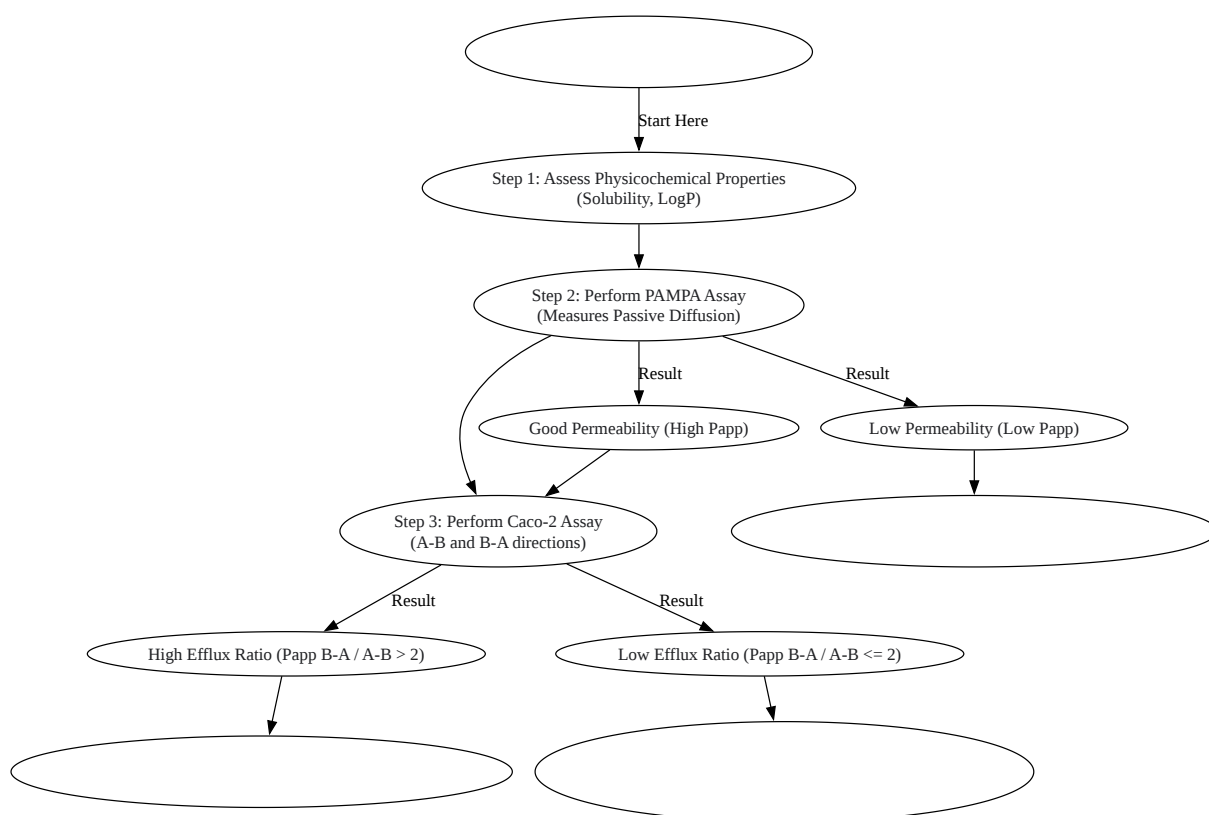 Start Here
Step 1: Assess Physicochemical Properties
(Solubility, LogP)
Step 2: Perform PAMPA Assay
(Measures Passive Diffusion)
Result
Result
Good Permeability (High Papp)
Low Permeability (Low Papp)
Step 3: Perform Caco-2 Assay
(A-B and B-A directions)
Result
Result
High Efflux Ratio (Papp B-A / A-B > 2)
Low Efflux Ratio (Papp B-A / A-B <= 2)